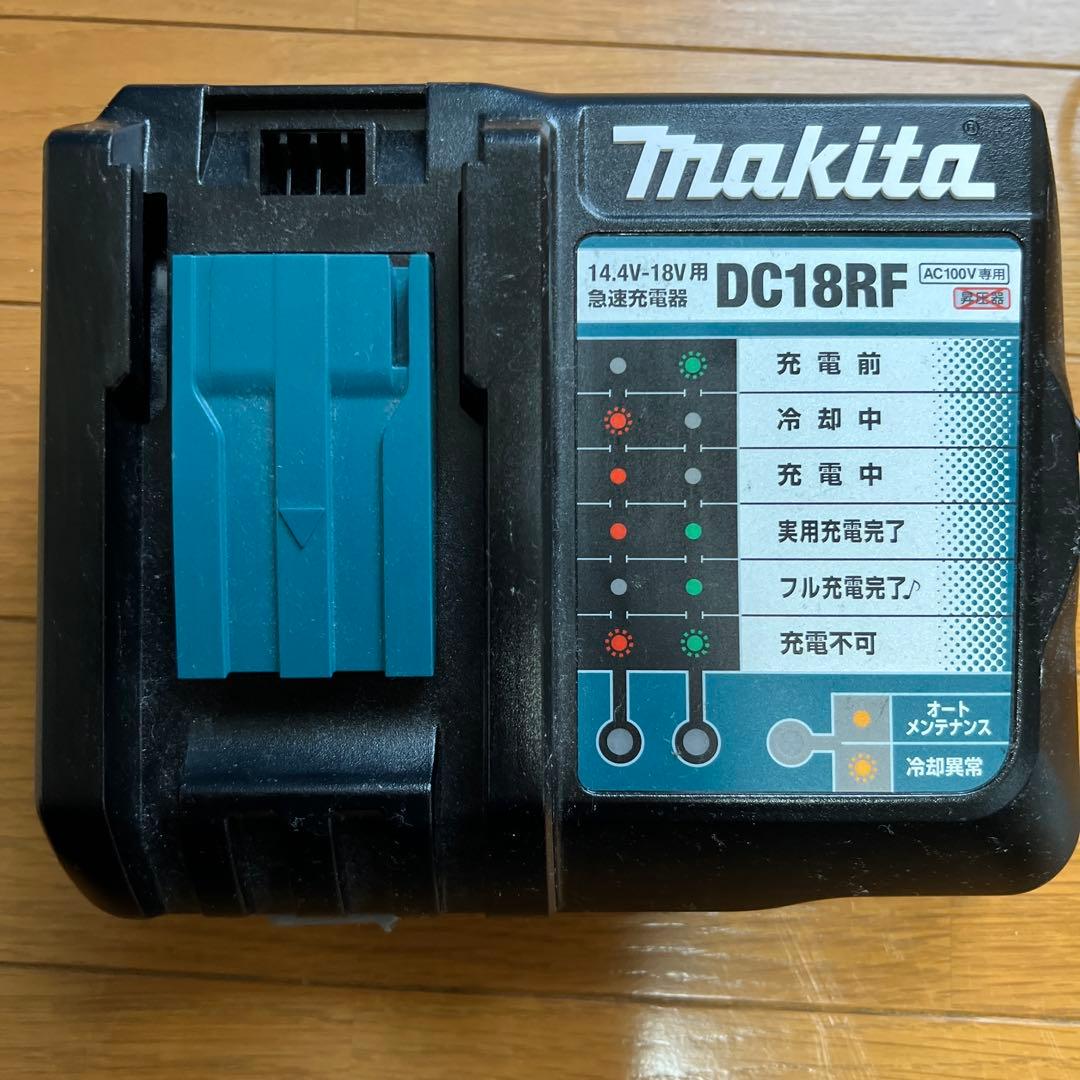 makita®
14.4V-18V用
急速充電器
DC18RF
AC100V専用
昇圧器
充電前
冷却中
充電中
実用充電完了
フル充電完了♪
充電不可
オート
メンテナンス
冷却異常